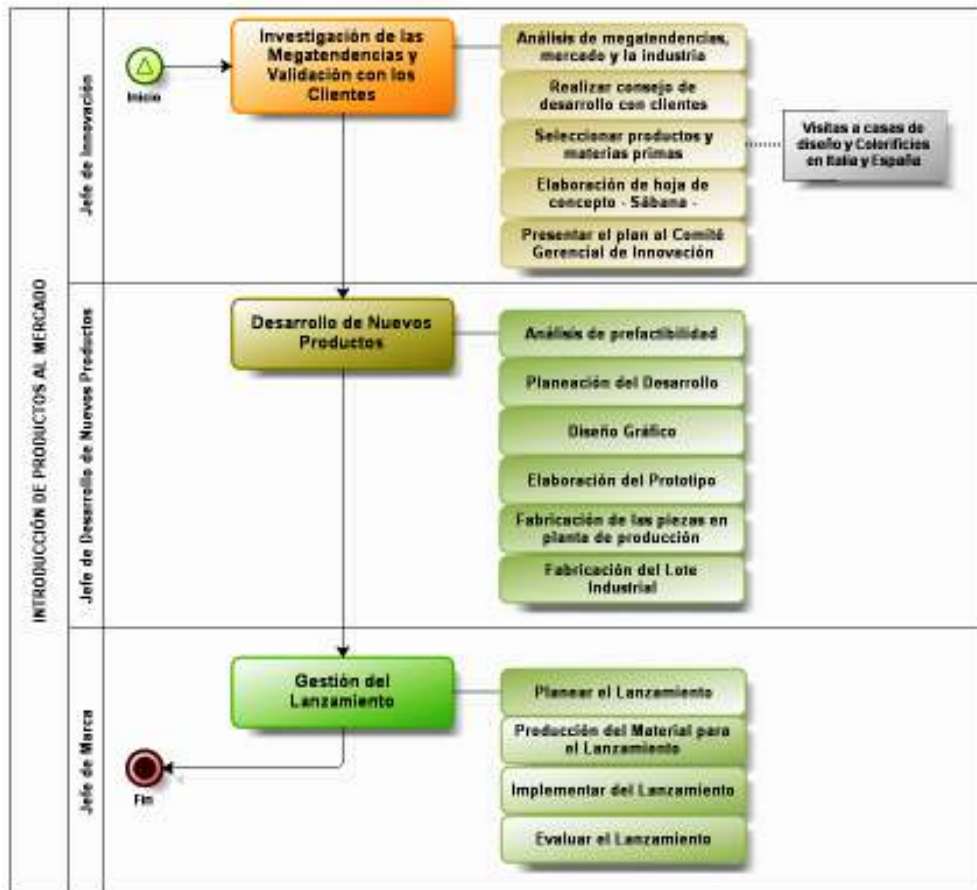 INTRODUCCIÓN DE PRODUCTOS AL MERCADO
Jefe de Innovación
Inicio
Investigación de las
Megatendencias y
Validación con los
Clientes
Análisis de megatendencias,
mercado y la industria
Realizar consejo de
desarrollo con clientes
Seleccionar productos y
materias primas
Elaboración de hoja de
concepto - Sábana -
Presentar el plan al Comité
Gerencial de Innovación
Visitas a casas de
diseño y Colorificios
en Italia y España
Jefe de Desarrollo de Nuevos Productos
Desarrollo de Nuevos
Productos
Análisis de prefactibilidad
Planeación del Desarrollo
Diseño Gráfico
Elaboración del Prototipo
Fabricación de las piezas en
planta de producción
Fabricación del Lote
Industrial
Jefe de Marca
Gestión del
Lanzamiento
Fin
Planear el Lanzamiento
Producción del Material para
el Lanzamiento
Implementar del Lanzamiento
Evaluar el Lanzamiento